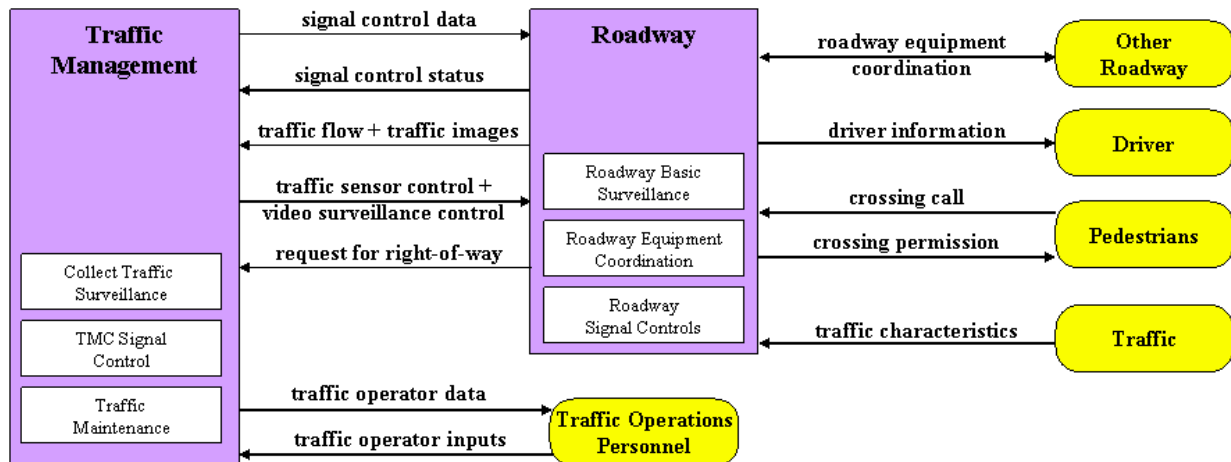 Traffic
Management
signal control data
signal control status
traffic flow + traffic images
traffic sensor control +
video surveillance control
request for right-of-way
Collect Traffic
Surveillance
TMC Signal
Control
Traffic
Maintenance
Roadway
Roadway Basic
Surveillance
Roadway Equipment
Coordination
Roadway
Signal Controls
roadway equipment
coordination
Other
Roadway
driver information
Driver
crossing call
crossing permission
Pedestrians
traffic characteristics
Traffic
traffic operator data
traffic operator inputs
Traffic Operations
Personnel